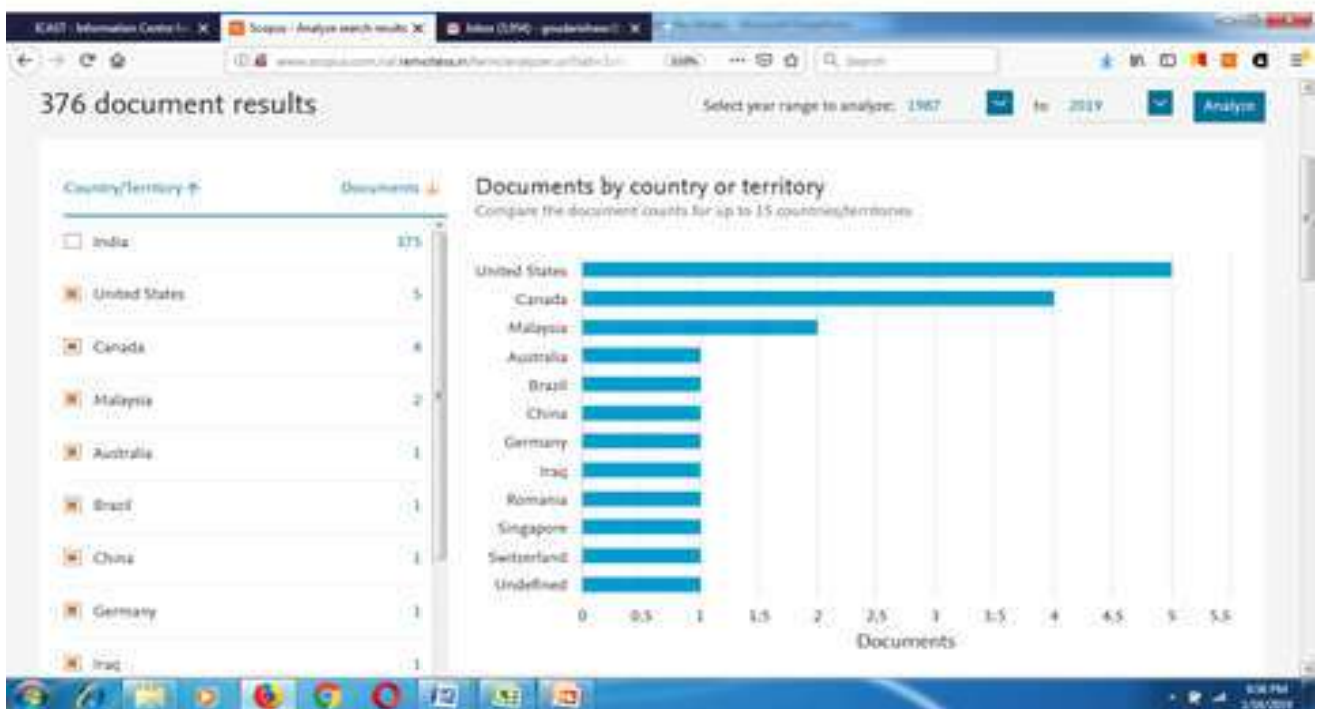 Scopus - Analyze search results
376 document results
Select year range to analyze: 1987 to 2019 Analyze
Country/Territory Documents
India 375
United States 5
Canada 4
Malaysia 2
Australia 1
Brazil 1
China 1
Germany 1
Iraq 1
Documents by country or territory
Compare the document counts for up to 15 countries/territories
United States
Canada
Malaysia
Australia
Brazil
China
Germany
Iraq
Romania
Singapore
Switzerland
Undefined
0 0.5 1 1.5 2 2.5 3 3.5 4 4.5 5 5.5
Documents